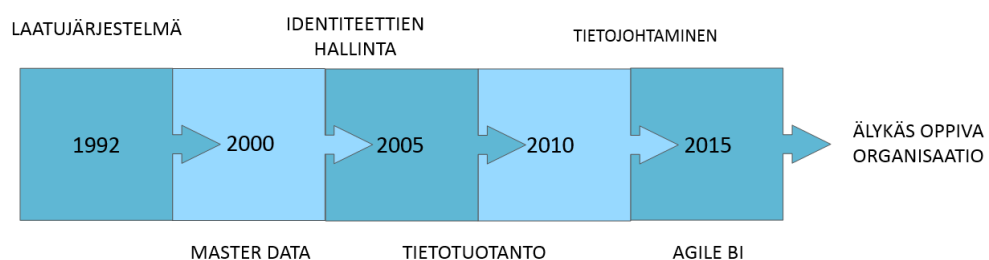 LAATUJÄRJESTELMÄ
IDENTITEETTIEN
HALLINTA
TIETOJOHTAMINEN
1992
2000
2005
2010
2015
ÄLYKÄS OPPIVA
ORGANISAATIO
MASTER DATA
TIETOTUOTANTO
AGILE BI